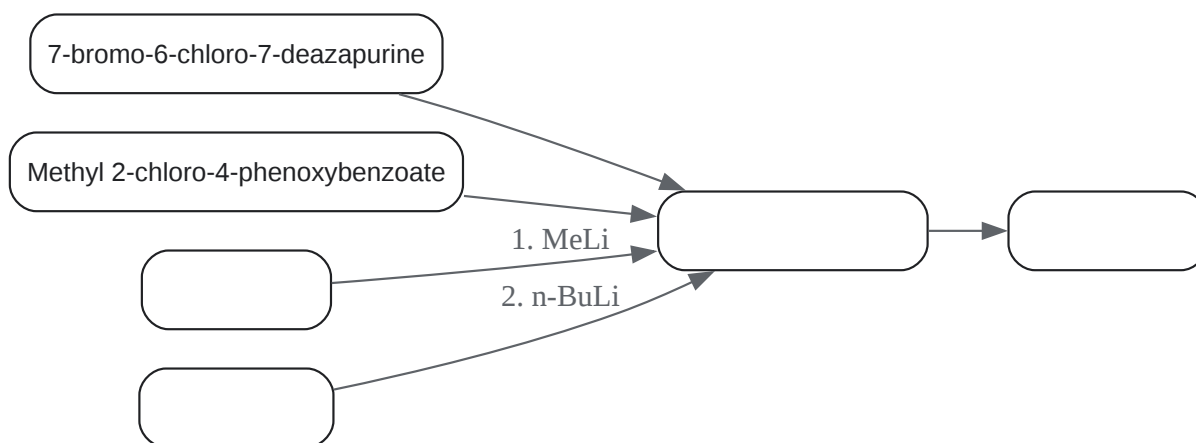 7-bromo-6-chloro-7-deazapurine
Methyl 2-chloro-4-phenoxybenzoate
1. MeLi
2. n-BuLi